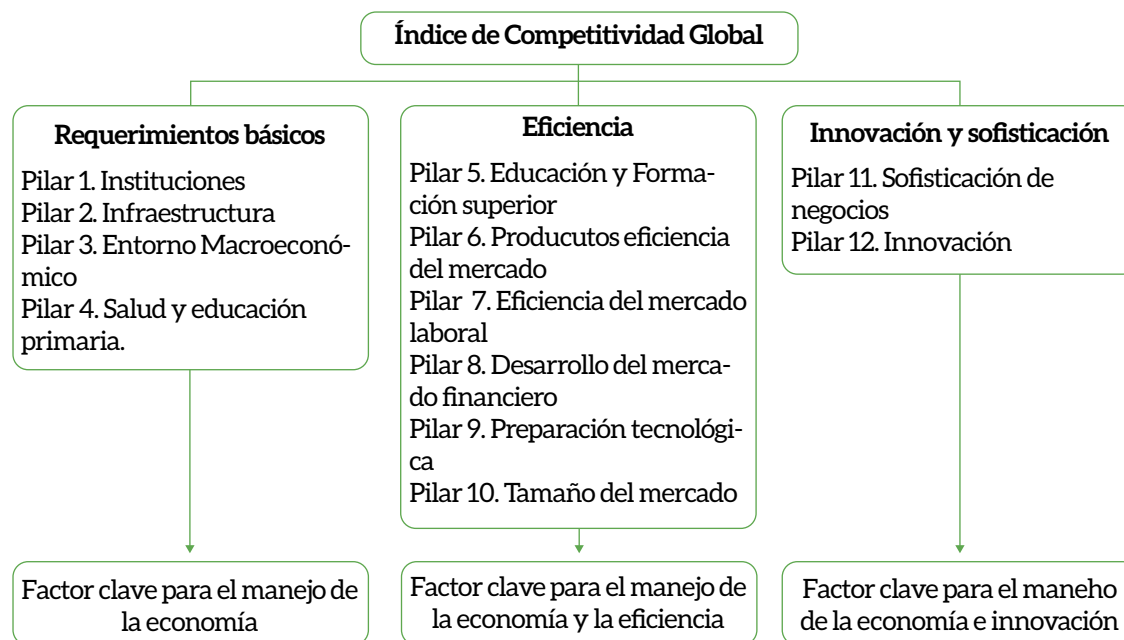 Índice de Competitividad Global
Requerimientos básicos
Pilar 1. Instituciones
Pilar 2. Infraestructura
Pilar 3. Entorno Macroeconó-
mico
Pilar 4. Salud y educación
primaria.
Eficiencia
Pilar 5. Educación y Forma-
ción superior
Pilar 6. Producutos eficiencia
del mercado
Pilar 7. Eficiencia del mercado
laboral
Pilar 8. Desarrollo del merca-
do financiero
Pilar 9. Preparación tecnológi-
ca
Pilar 10. Tamaño del mercado
Innovación y sofisticación
Pilar 11. Sofisticación de
negocios
Pilar 12. Innovación
Factor clave para el manejo de
la economía
Factor clave para el manejo de
la economía y la eficiencia
Factor clave para el maneho
de la economía e innovación